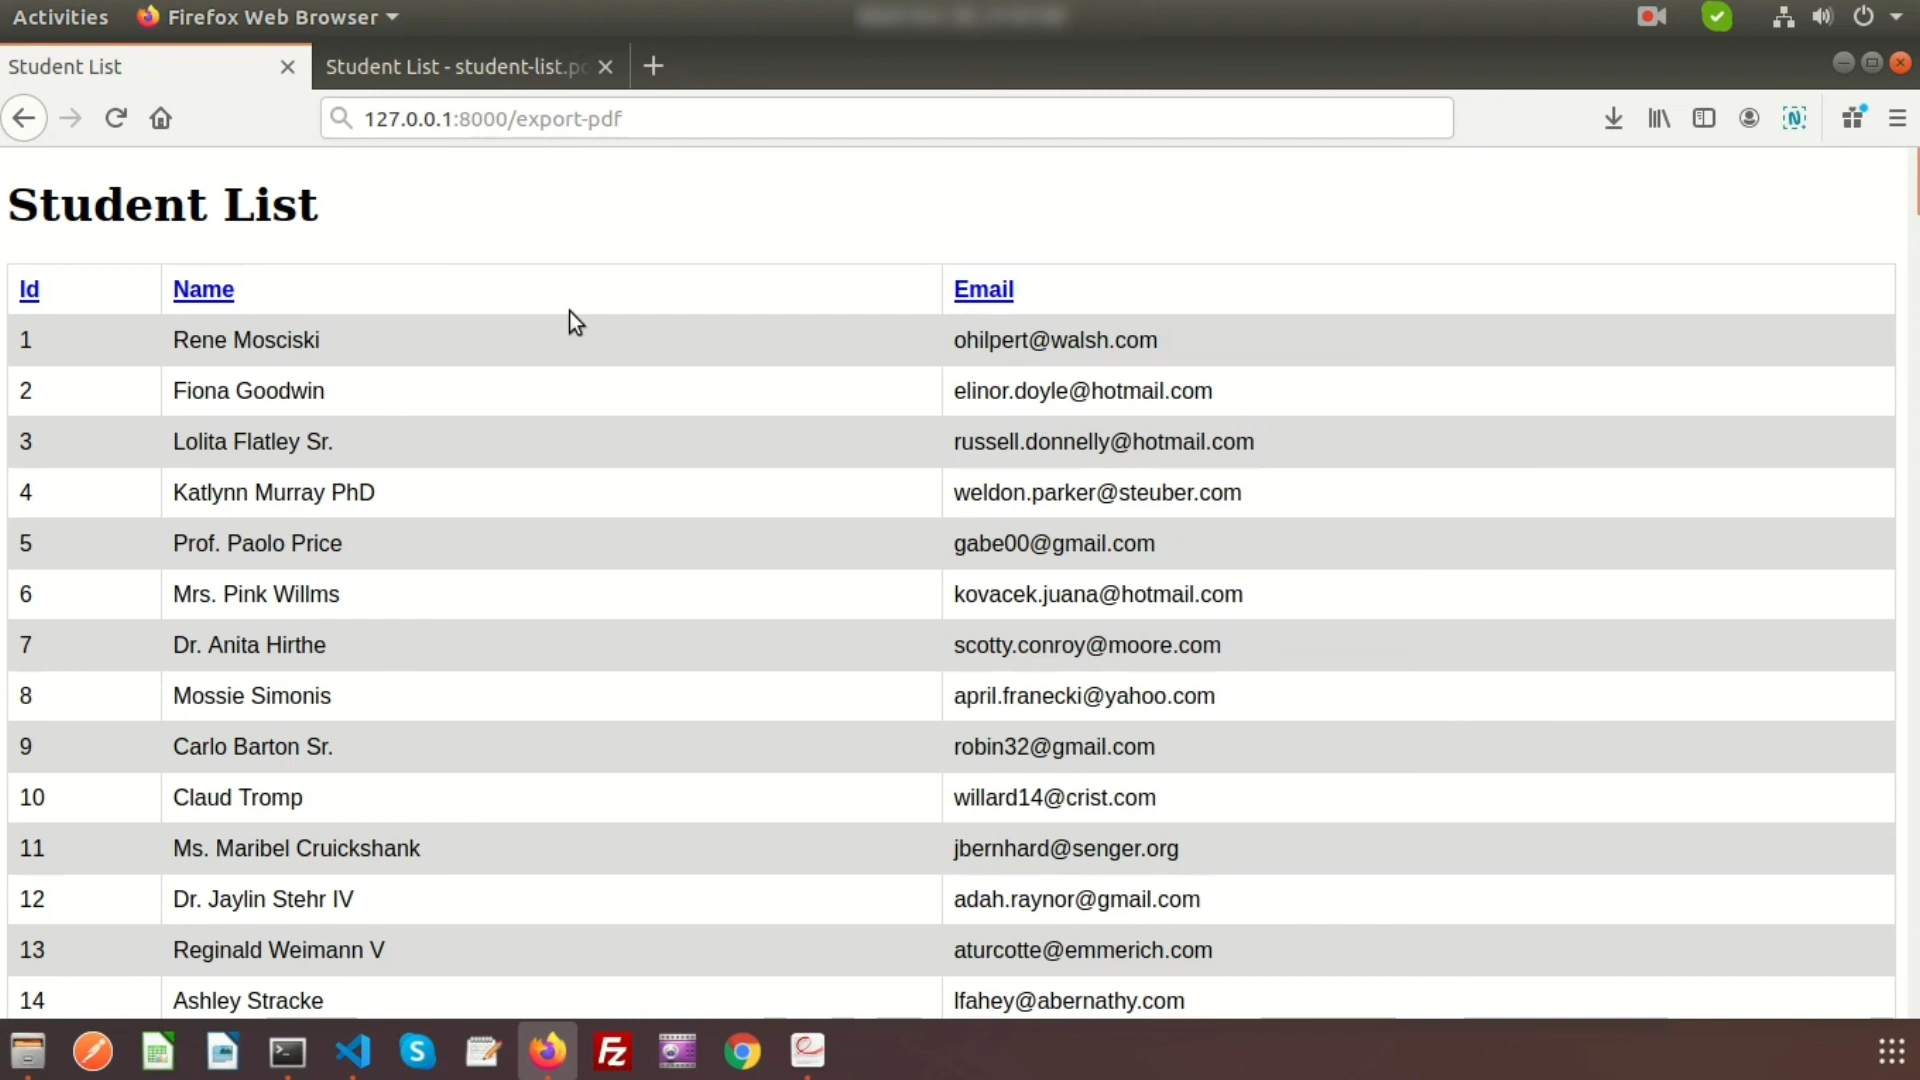 Activities Firefox Web Browser
Student List Student List - student-list.pd
127.0.0.1:8000/export-pdf
Student List
Id Name Email
1 Rene Mosciski ohilpert@walsh.com
2 Fiona Goodwin elinor.doyle@hotmail.com
3 Lolita Flatley Sr. russell.donnelly@hotmail.com
4 Katlynn Murray PhD weldon.parker@steuber.com
5 Prof. Paolo Price gabe00@gmail.com
6 Mrs. Pink Willms kovacek.juana@hotmail.com
7 Dr. Anita Hirthe scotty.conroy@moore.com
8 Mossie Simonis april.franecki@yahoo.com
9 Carlo Barton Sr. robin32@gmail.com
10 Claud Tromp willard14@crist.com
11 Ms. Maribel Cruickshank jbernhard@senger.org
12 Dr. Jaylin Stehr IV adah.raynor@gmail.com
13 Reginald Weimann V aturcotte@emmerich.com
14 Ashley Stracke lfahey@abernathy.com